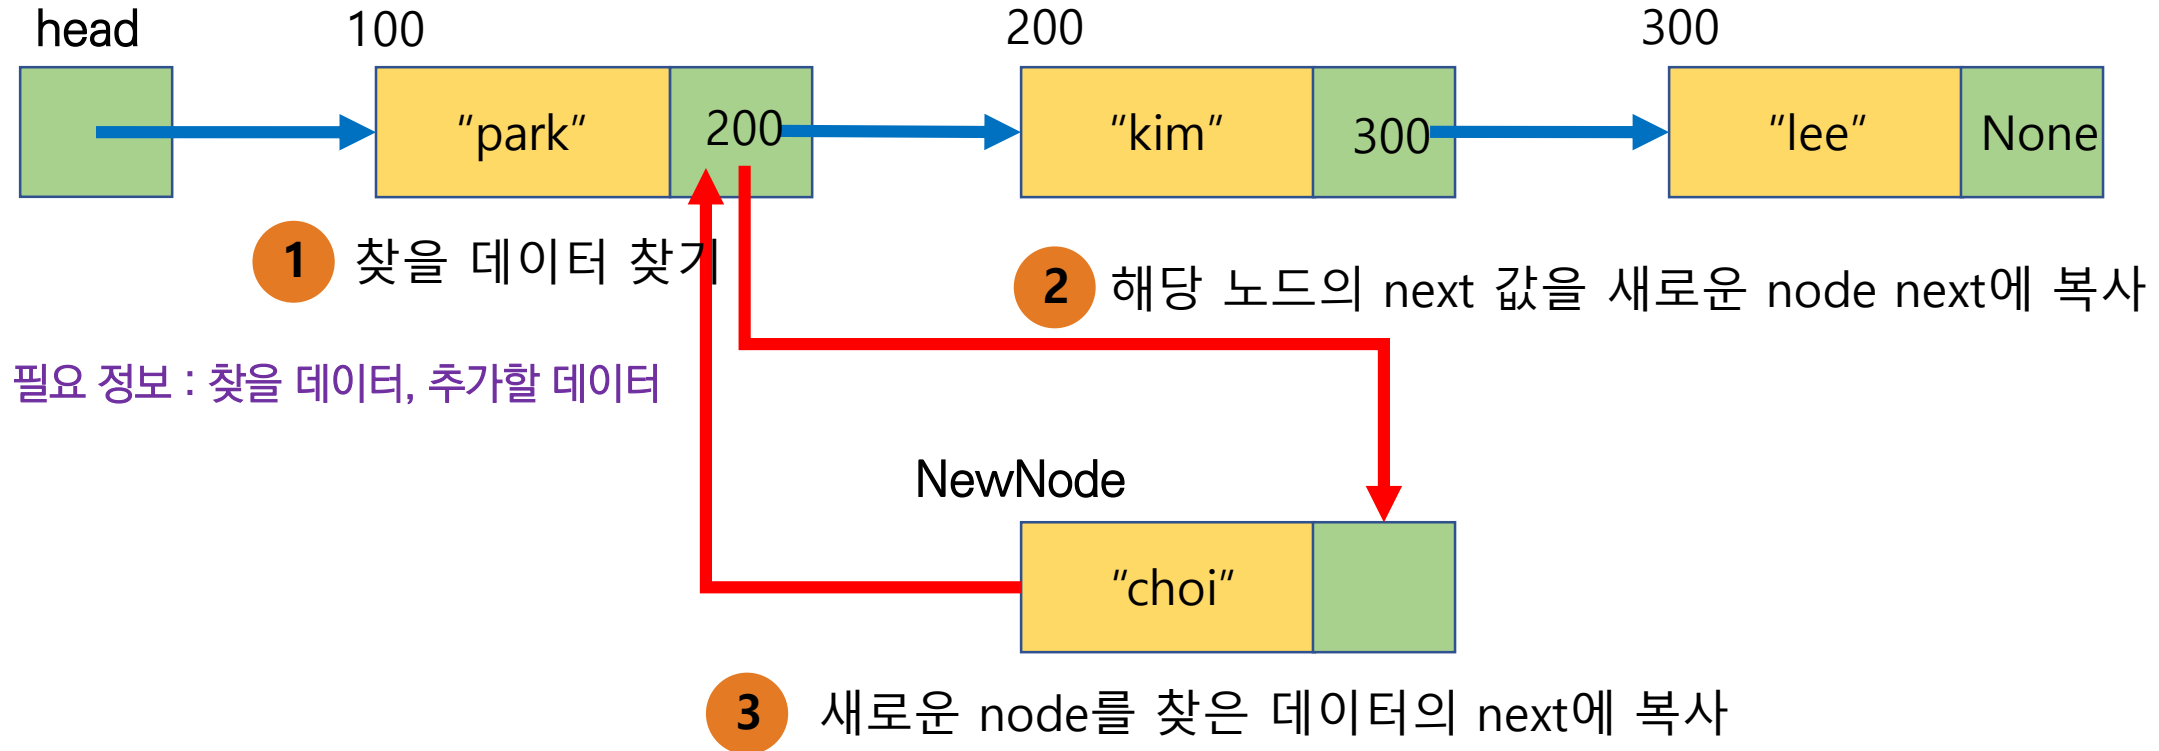 head 100 200 300
"park" 200 "kim" 300 "lee" None
1 찾을 데이터 찾기
2 해당 노드의 next 값을 새로운 node next에 복사
필요 정보 : 찾을 데이터, 추가할 데이터
NewNode
"choi"
3 새로운 node를 찾은 데이터의 next에 복사